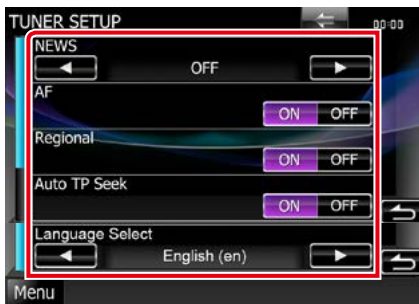 TUNER SETUP
00:00
NEWS
OFF
AF
ON OFF
Regional
ON OFF
Auto TP Seek
ON OFF
Language Select
English (en)
Menu